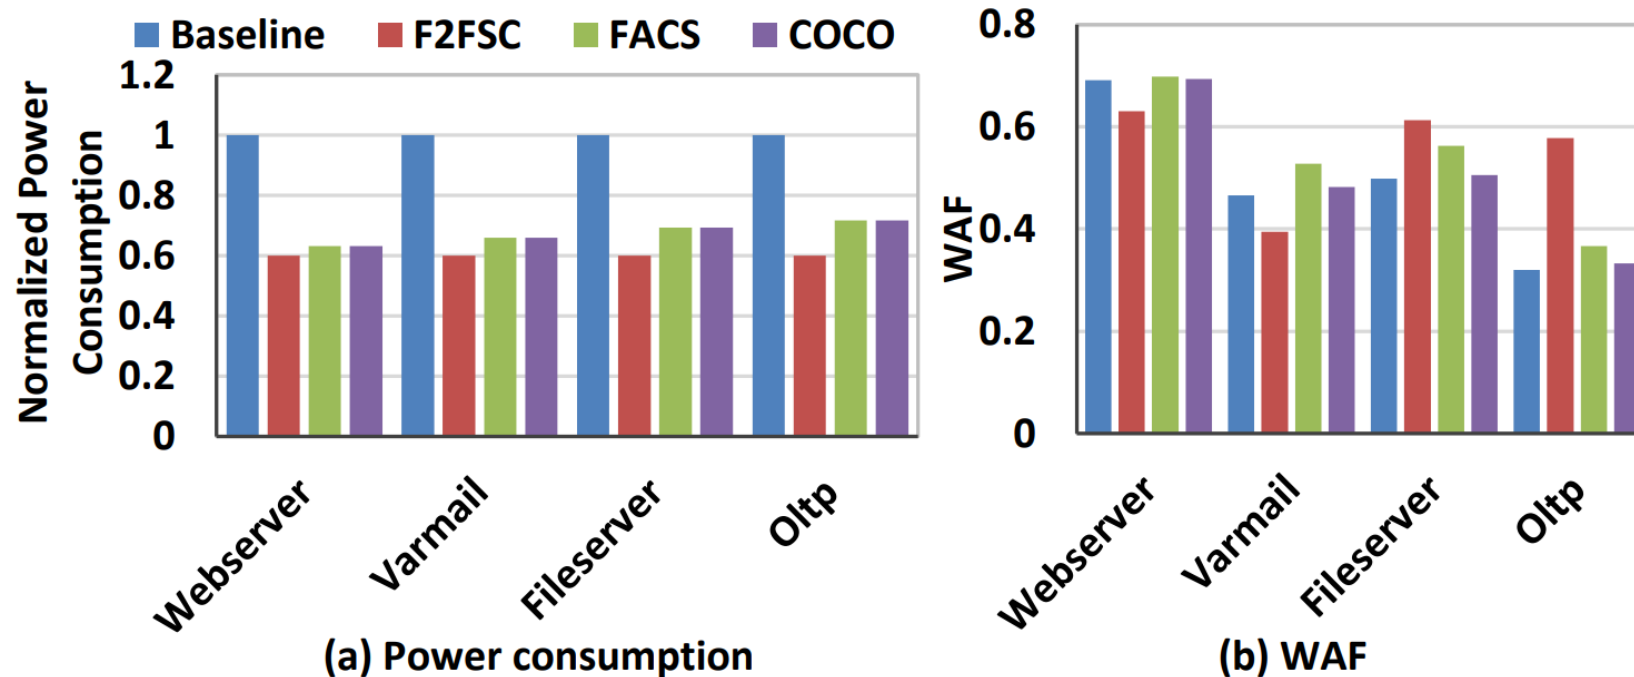 Baseline F2FSC FACS COCO
Normalized Power
Consumption
1.2
1
0.8
0.6
0.4
0.2
0
Webserver
Varmail
Fileserver
Oltp
(a) Power consumption
WAF
0.8
0.6
0.4
0.2
0
Webserver
Varmail
Fileserver
Oltp
(b) WAF